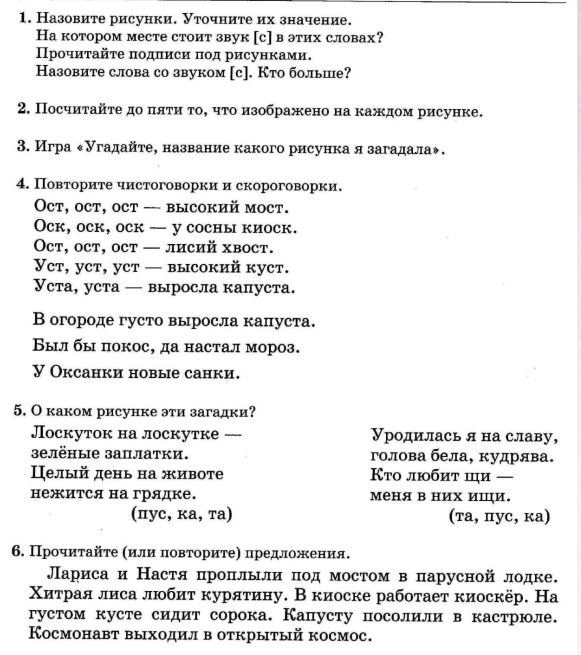 1. Назовите рисунки. Уточните их значение.
На котором месте стоит звук [с] в этих словах?
Прочитайте подписи под рисунками.
Назовите слова со звуком [с]. Кто больше?
2. Посчитайте до пяти то, что изображено на каждом рисунке.
3. Игра «Угадайте, название какого рисунка я загадала».
4. Повторите чистоговорки и скороговорки.
Ост, ост, ост — высокий мост.
Оск, оск, оск — у сосны киоск.
Ост, ост, ост — лисий хвост.
Уст, уст, уст — высокий куст.
Уста, уста — выросла капуста.
В огороде густо выросла капуста.
Был бы покос, да настал мороз.
У Оксанки новые санки.
5. О каком рисунке эти загадки?
Лоскуток на лоскутке —
зелёные заплатки.
Целый день на животе
нежится на грядке.
(пус, ка, та)
Уродилась я на славу,
голова бела, кудрява.
Кто любит щи —
меня в них ищи.
(та, пус, ка)
6. Прочитайте (или повторите) предложения.
Лариса и Настя проплыли под мостом в парусной лодке.
Хитрая лиса любит курятину. В киоске работает киоскёр. На
густом кусте сидит сорока. Капусту посолили в кастрюле.
Космонавт выходил в открытый космос.